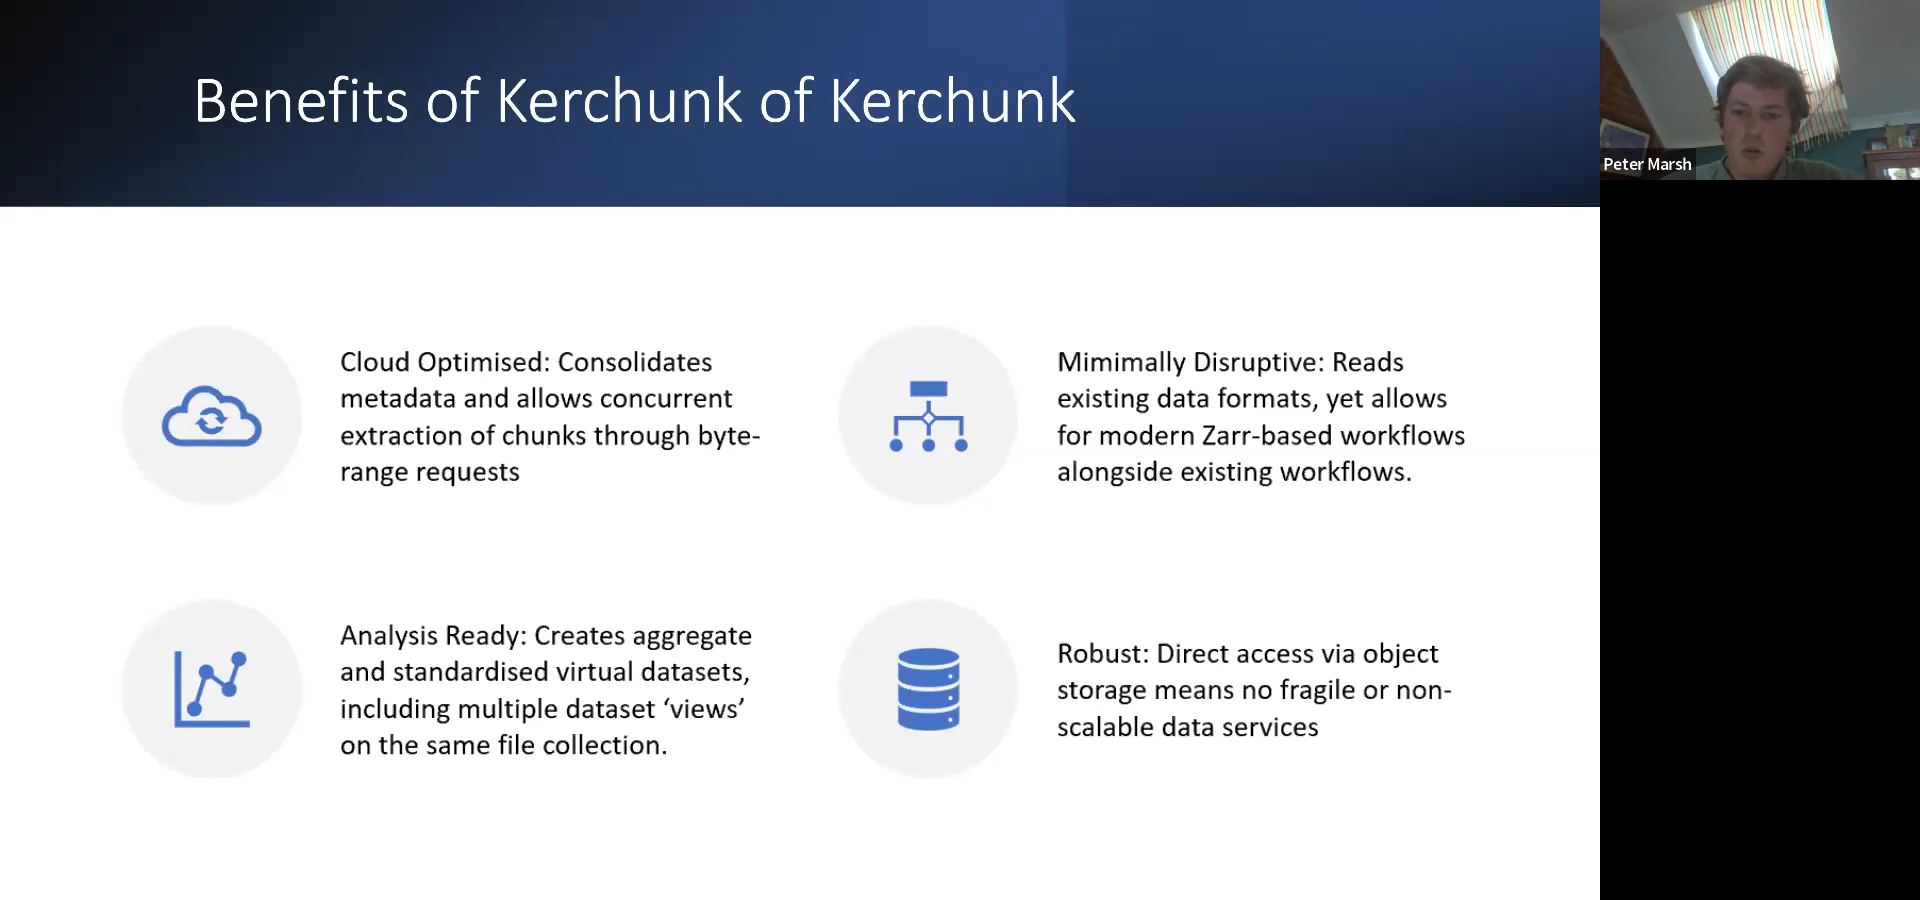 Benefits of Kerchunk of Kerchunk
Peter Marsh
Cloud Optimised: Consolidates
metadata and allows concurrent
extraction of chunks through byte-
range requests
Mimimally Disruptive: Reads
existing data formats, yet allows
for modern Zarr-based workflows
alongside existing workflows.
Analysis Ready: Creates aggregate
and standardised virtual datasets,
including multiple dataset ‘views’
on the same file collection.
Robust: Direct access via object
storage means no fragile or non-
scalable data services